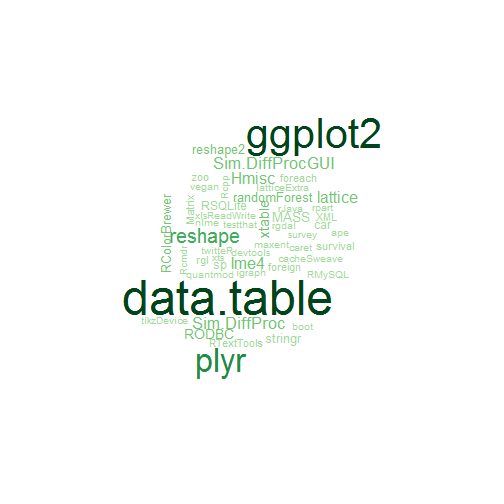 ggplot2
reshape2
Sim.DiffProcGUI
zoo
Rcpp
Hmisc
foreach
vegan
latticeExtra
RColorBrewer
Matrix
RSQLite
randomForest
lattice
rJava
rpart
xlsReadWrite
xtable
MASS
XML
nlme
testthat
rgdal
car
reshape
survey
ape
maxent
caret
survival
Rcmdr
twitteR
devtools
rgl
xts
sp
lme4
cacheSweave
quantmod
igraph
foreign
RMySQL
data.table
tikzDevice
Sim.DiffProc
boot
RODBC
RTextTools
stringr
plyr